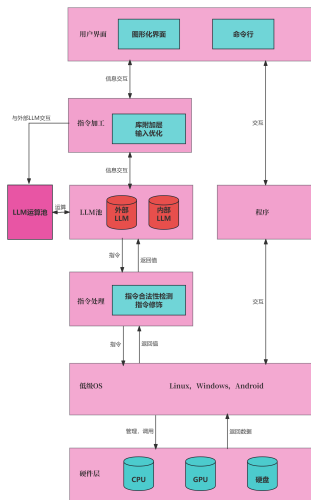 用户界面
图形化界面
命令行
信息交互
与外部LLM交互
交互
指令加工
库附加层
输入优化
信息交互
LLM运算池
运算
LLM池
外部
LLM
内部
LLM
程序
指令
返回值
指令处理
指令合法性检测
指令修饰
交互
指令
返回值
低级OS
Linux, Windows, Android
管理、调用
返回数据
硬件层
CPU
GPU
硬盘